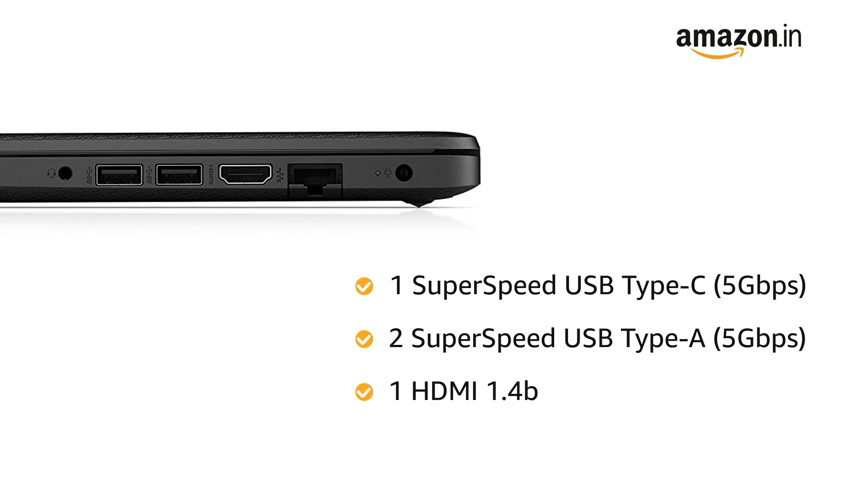 amazon.in
1 SuperSpeed USB Type-C (5Gbps)
2 SuperSpeed USB Type-A (5Gbps)
1 HDMI 1.4b